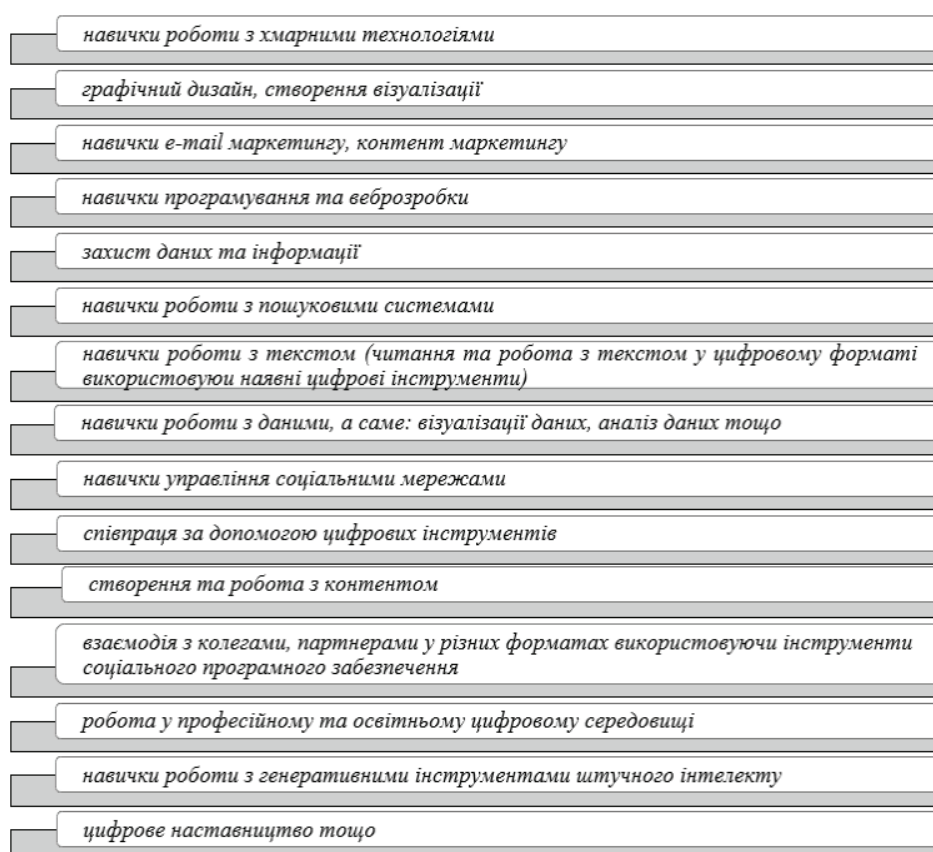 навички роботи з хмарними технологіями
графічний дизайн, створення візуалізації
навички e-mail маркетингу, контент маркетингу
навички програмування та веброзробки
захист даних та інформації
навички роботи з пошуковими системами
навички роботи з текстом (читання та робота з текстом у цифровому форматі
використовуюи наявні цифрові інструменти)
навички роботи з даними, а саме: візуалізації даних, аналіз даних тощо
навички управління соціальними мережами
співпраця за допомогою цифрових інструментів
створення та робота з контентом
взаємодія з колегами, партнерами у різних форматах використовуючи інструменти
соціального програмного забезпечення
робота у професійному та освітньому цифровому середовищі
навички роботи з генеративними інструментами штучного інтелекту
цифрове наставництво тощо